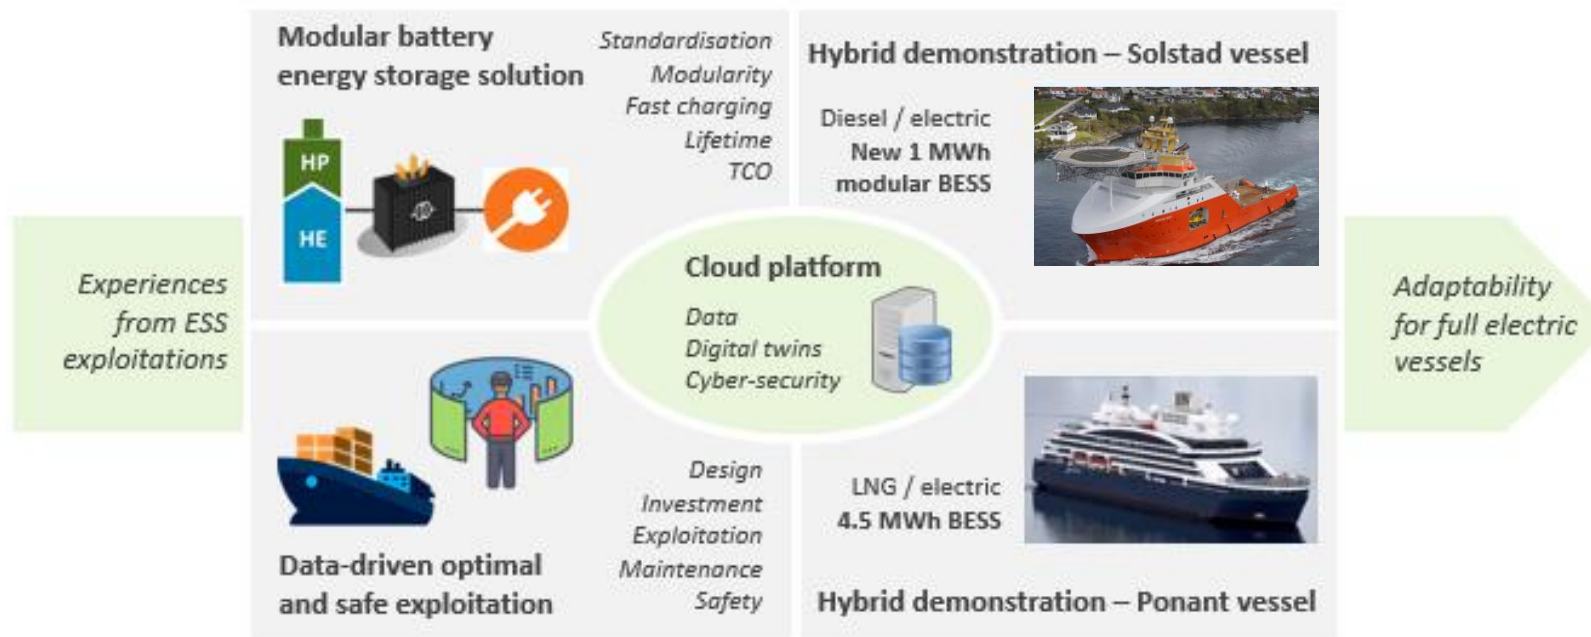 Experiences
from ESS
exploitations
Modular battery
energy storage solution
Standardisation
Modularity
Fast charging
Lifetime
TCO
HP
HE
Hybrid demonstration – Solstad vessel
Diesel / electric
New 1 MWh
modular BESS
Cloud platform
Data
Digital twins
Cyber-security
Data-driven optimal
and safe exploitation
Design
Investment
Exploitation
Maintenance
Safety
LNG / electric
4.5 MWh BESS
Hybrid demonstration – Ponant vessel
Adaptability
for full electric
vessels